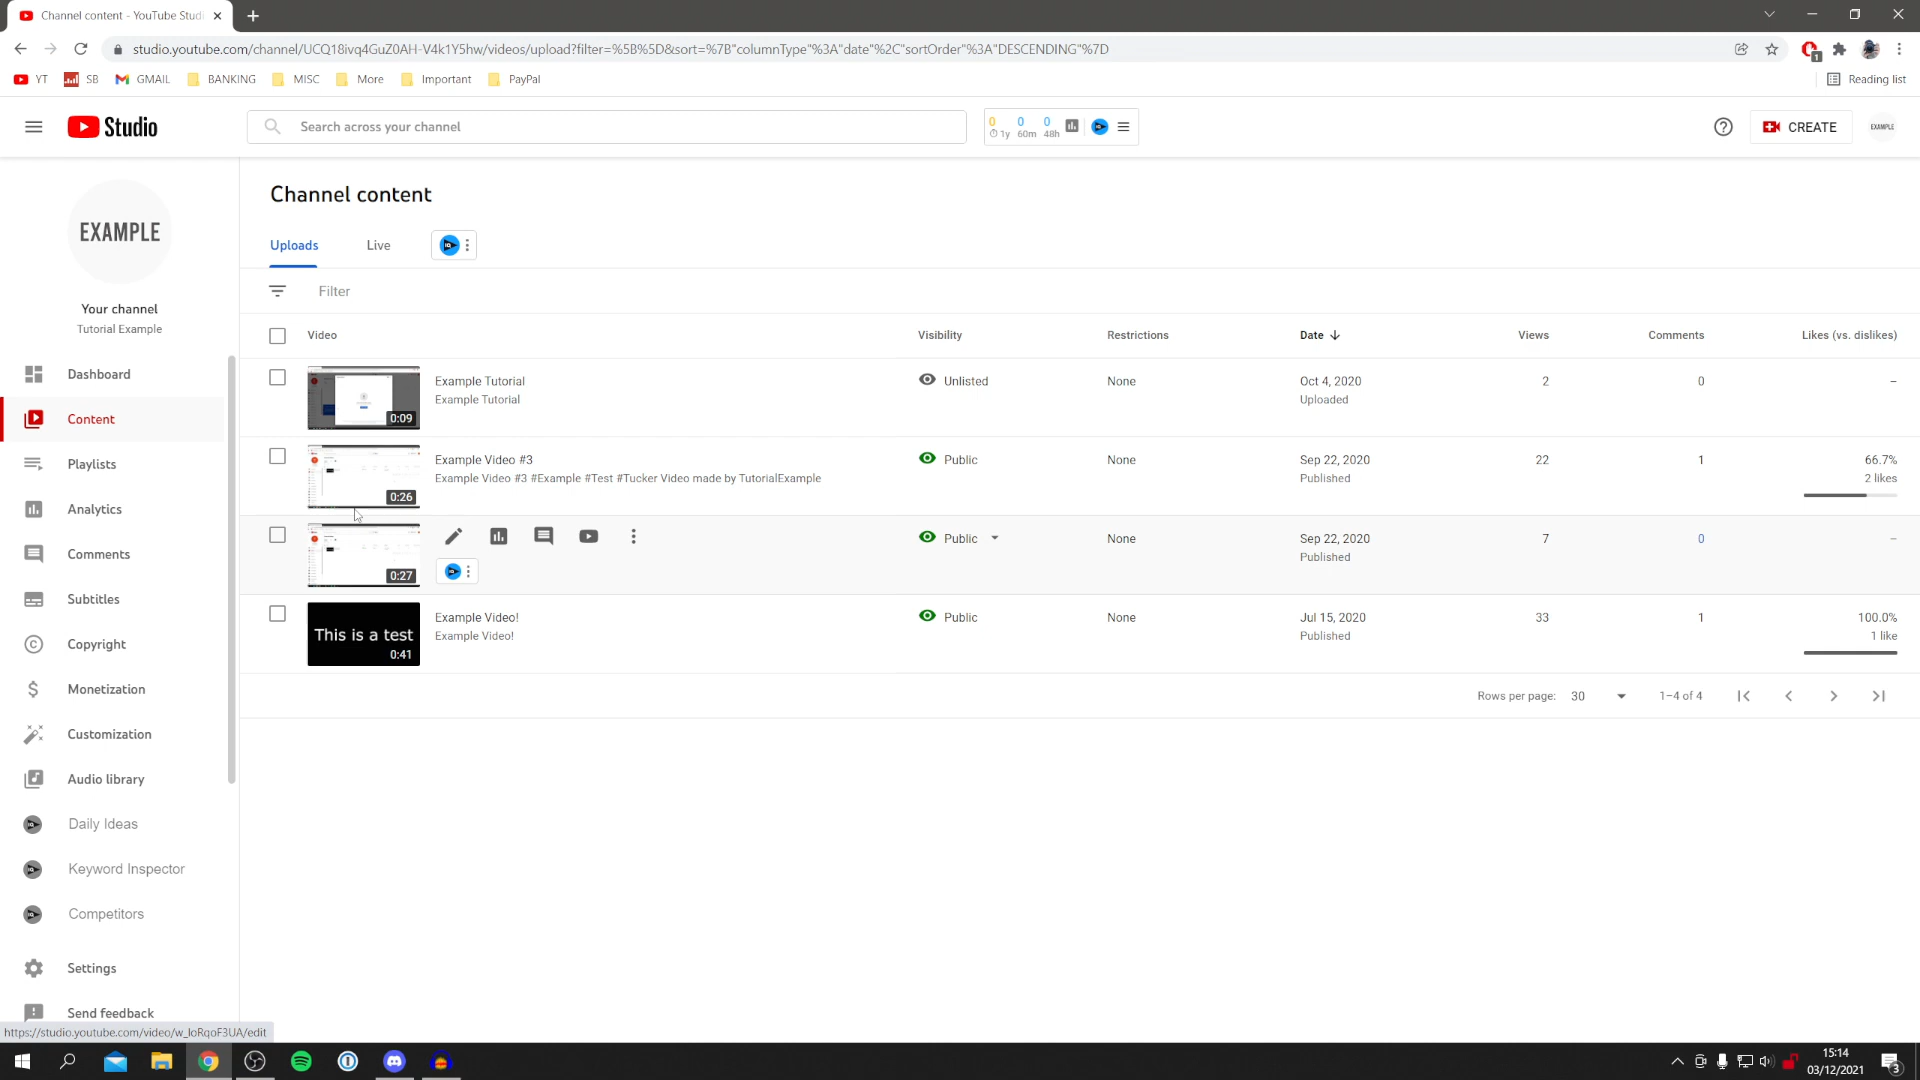 Channel content - YouTube Studi
studio.youtube.com/channel/UCQ18ivq4GuZ0AH-V4k1Y5hw/videos/upload?filter=%5B%5D&sort=%7B"columnType"%3A"date"%2C"sortOrder"%3A"DESCENDING"%7D
1
YT SB GMAIL BANKING MISC More Important PayPal Reading list
Studio
Search across your channel
0 0 0
1y 60m 48h
CREATE
EXAMPLE
EXAMPLE
Your channel
Tutorial Example
Dashboard
Content
Playlists
Analytics
Comments
Subtitles
Copyright
Monetization
Customization
Audio library
Daily Ideas
Keyword Inspector
Competitors
Settings
Send feedback
Channel content
Uploads Live
Filter
Video Visibility Restrictions Date Views Comments Likes (vs. dislikes)
0:09
Example Tutorial Unlisted None Oct 4, 2020 2 0 –
Example Tutorial Uploaded
0:26
Example Video #3 Public None Sep 22, 2020 22 1 66.7%
Example Video #3 #Example #Test #Tucker Video made by TutorialExample Published 2 likes
0:27
Public None Sep 22, 2020 7 0 –
Published
This is a test
0:41
Example Video! Public None Jul 15, 2020 33 1 100.0%
Example Video! Published 1 like
Rows per page: 30 1–4 of 4
https://studio.youtube.com/video/w_IoRqoF3UA/edit
15:14
03/12/2021
3